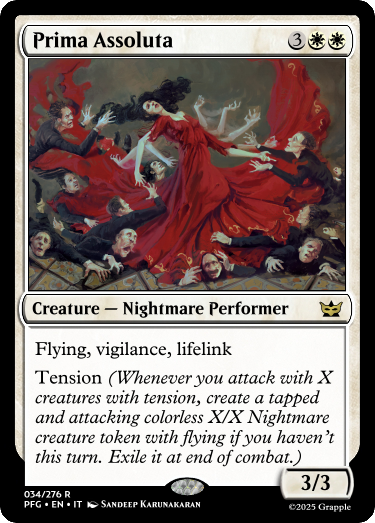 Prima Assoluta 3
Creature — Nightmare Performer
Flying, vigilance, lifelink
Tension (Whenever you attack with X
creatures with tension, create a tapped
and attacking colorless X/X Nightmare
creature token with flying if you haven't
this turn. Exile it at end of combat.)
3/3
034/276 R
PFG • EN • IT Sandeep Karunakaran
©2025 Grapple